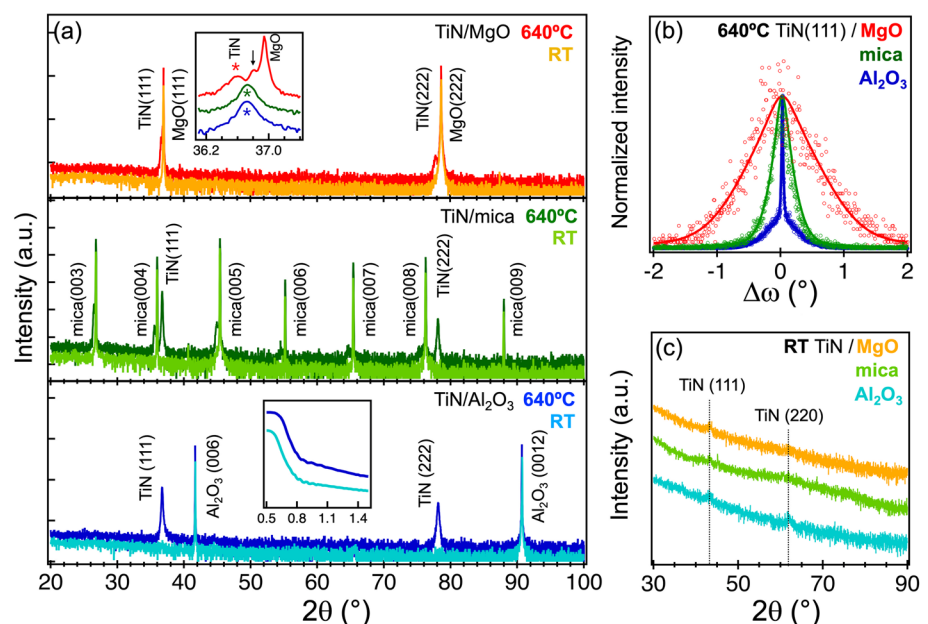 (a)
TiN/MgO 640ºC
RT
TiN(111)
MgO(111)
TiN
MgO
*
*
*
36.2 37.0
TiN(222)
MgO(222)
TiN/mica 640ºC
RT
mica(003)
mica(004)
TiN(111)
mica(005)
mica(006)
mica(007)
mica(008)
TiN(222)
mica(009)
TiN/Al₂O₃ 640ºC
RT
TiN (111)
Al₂O₃ (006)
0.5 0.8 1.1 1.4
TiN (222)
Al₂O₃ (0012)
Intensity (a.u.)
20 30 40 50 60 70 80 90 100
2θ (°)
(b)
640ºC TiN(111) / MgO
mica
Al₂O₃
Normalized intensity
-2 -1 0 1 2
Δω (°)
(c)
RT TiN / MgO
mica
Al₂O₃
TiN (111)
TiN (220)
Intensity (a.u.)
30 50 70 90
2θ (°)